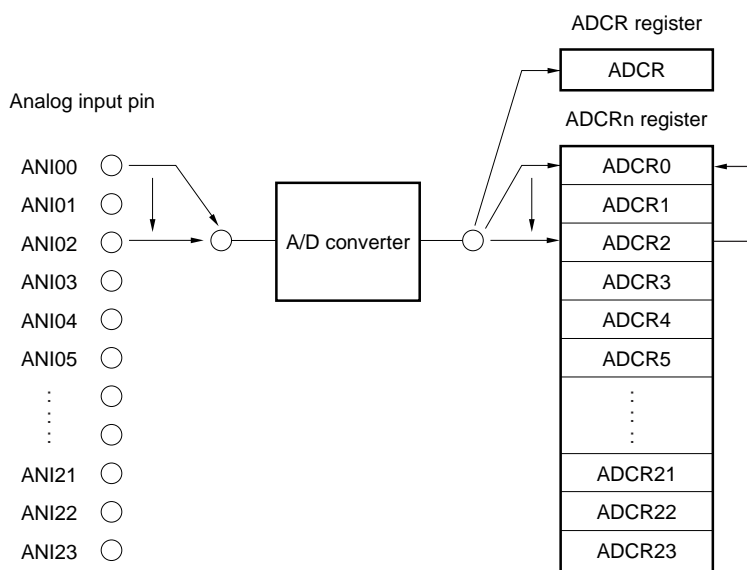 ADCR register
ADCR
Analog input pin
ADCRn register
ANI00
ANI01
ANI02
ANI03
ANI04
ANI05
ANI21
ANI22
ANI23
A/D converter
ADCR0
ADCR1
ADCR2
ADCR3
ADCR4
ADCR5
ADCR21
ADCR22
ADCR23